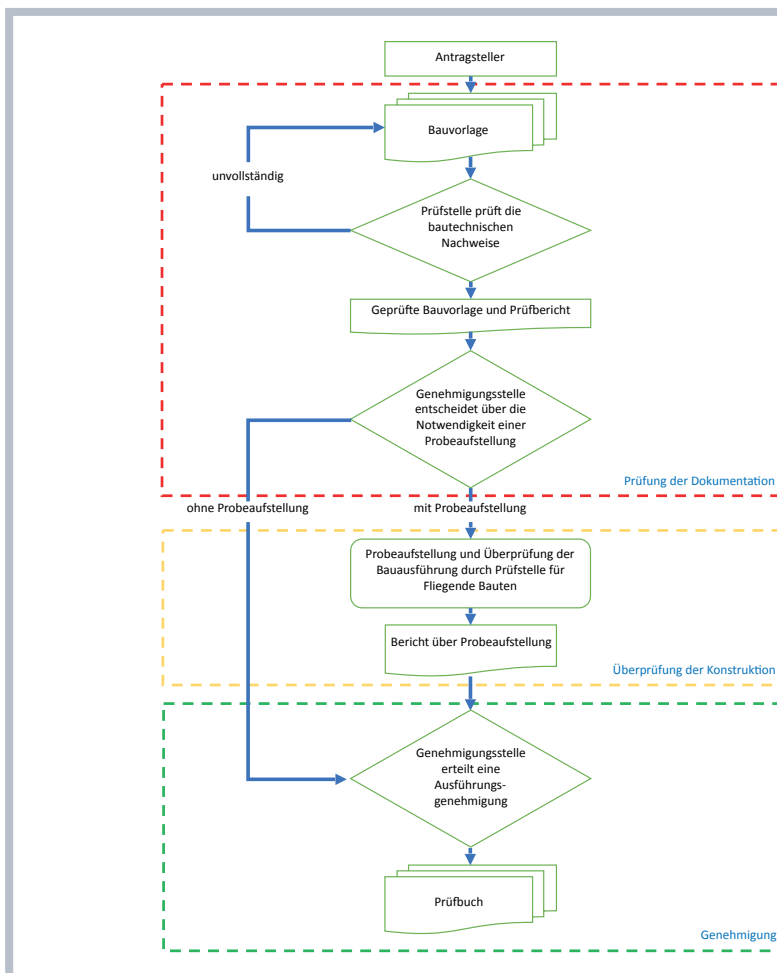 Antragsteller
Bauvorlage
unvollständig
Prüfstelle prüft die
bautechnischen
Nachweise
Geprüfte Bauvorlage und Prüfbericht
Genehmigungsstelle
entscheidet über die
Notwendigkeit einer
Probeaufstellung
Prüfung der Dokumentation
ohne Probeaufstellung
mit Probeaufstellung
Probeaufstellung und Überprüfung der
Bauausführung durch Prüfstelle für
Fliegende Bauten
Bericht über Probeaufstellung
Überprüfung der Konstruktion
Genehmigungsstelle
erteilt eine
Ausführungs-
genehmigung
Prüfbuch
Genehmigung